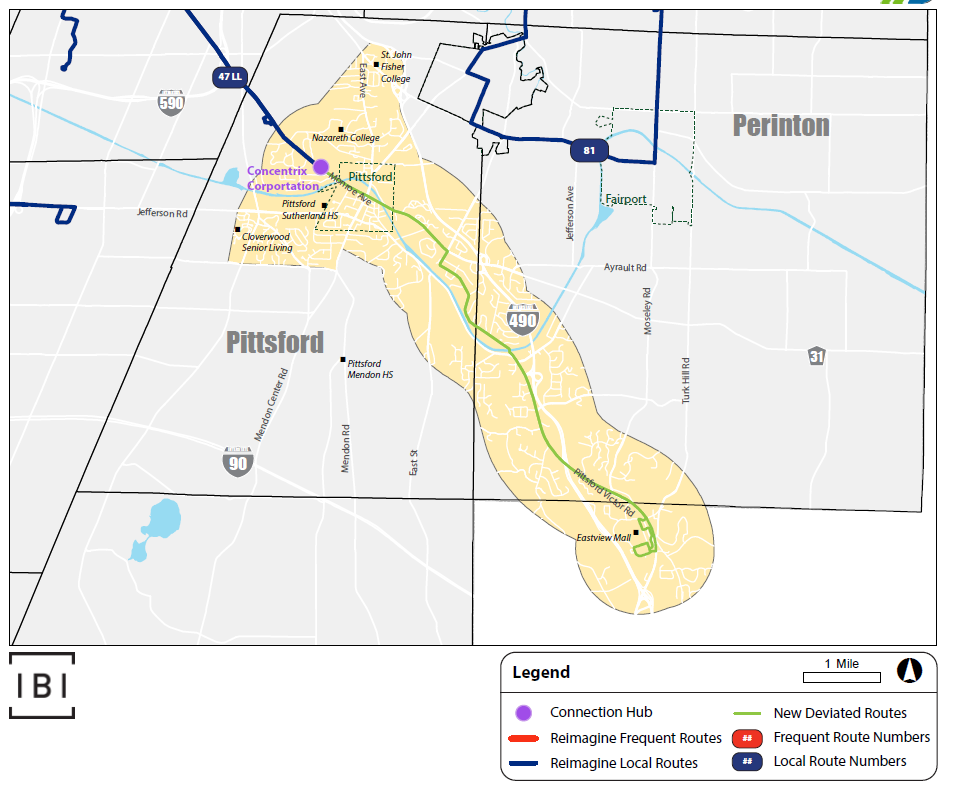 St. John
Fisher
College
East Ave
47 LL
590
Nazareth College
Perinton
81
Concentrix
Corportation
Monroe Ave
Pittsford
Pittsford
Sutherland HS
Jefferson Rd
Cloverwood
Senior Living
Jefferson Ave
Fairport
Ayrault Rd
490
Moseley Rd
Pittsford
Pittsford
Mendon HS
31
Turk Hill Rd
Mendon Center Rd
Mendon Rd
East St
90
Pittsford Victor Rd
Eastview Mall
IBI
Legend
1 Mile
Connection Hub
New Deviated Routes
Reimagine Frequent Routes
## Frequent Route Numbers
Reimagine Local Routes
## Local Route Numbers